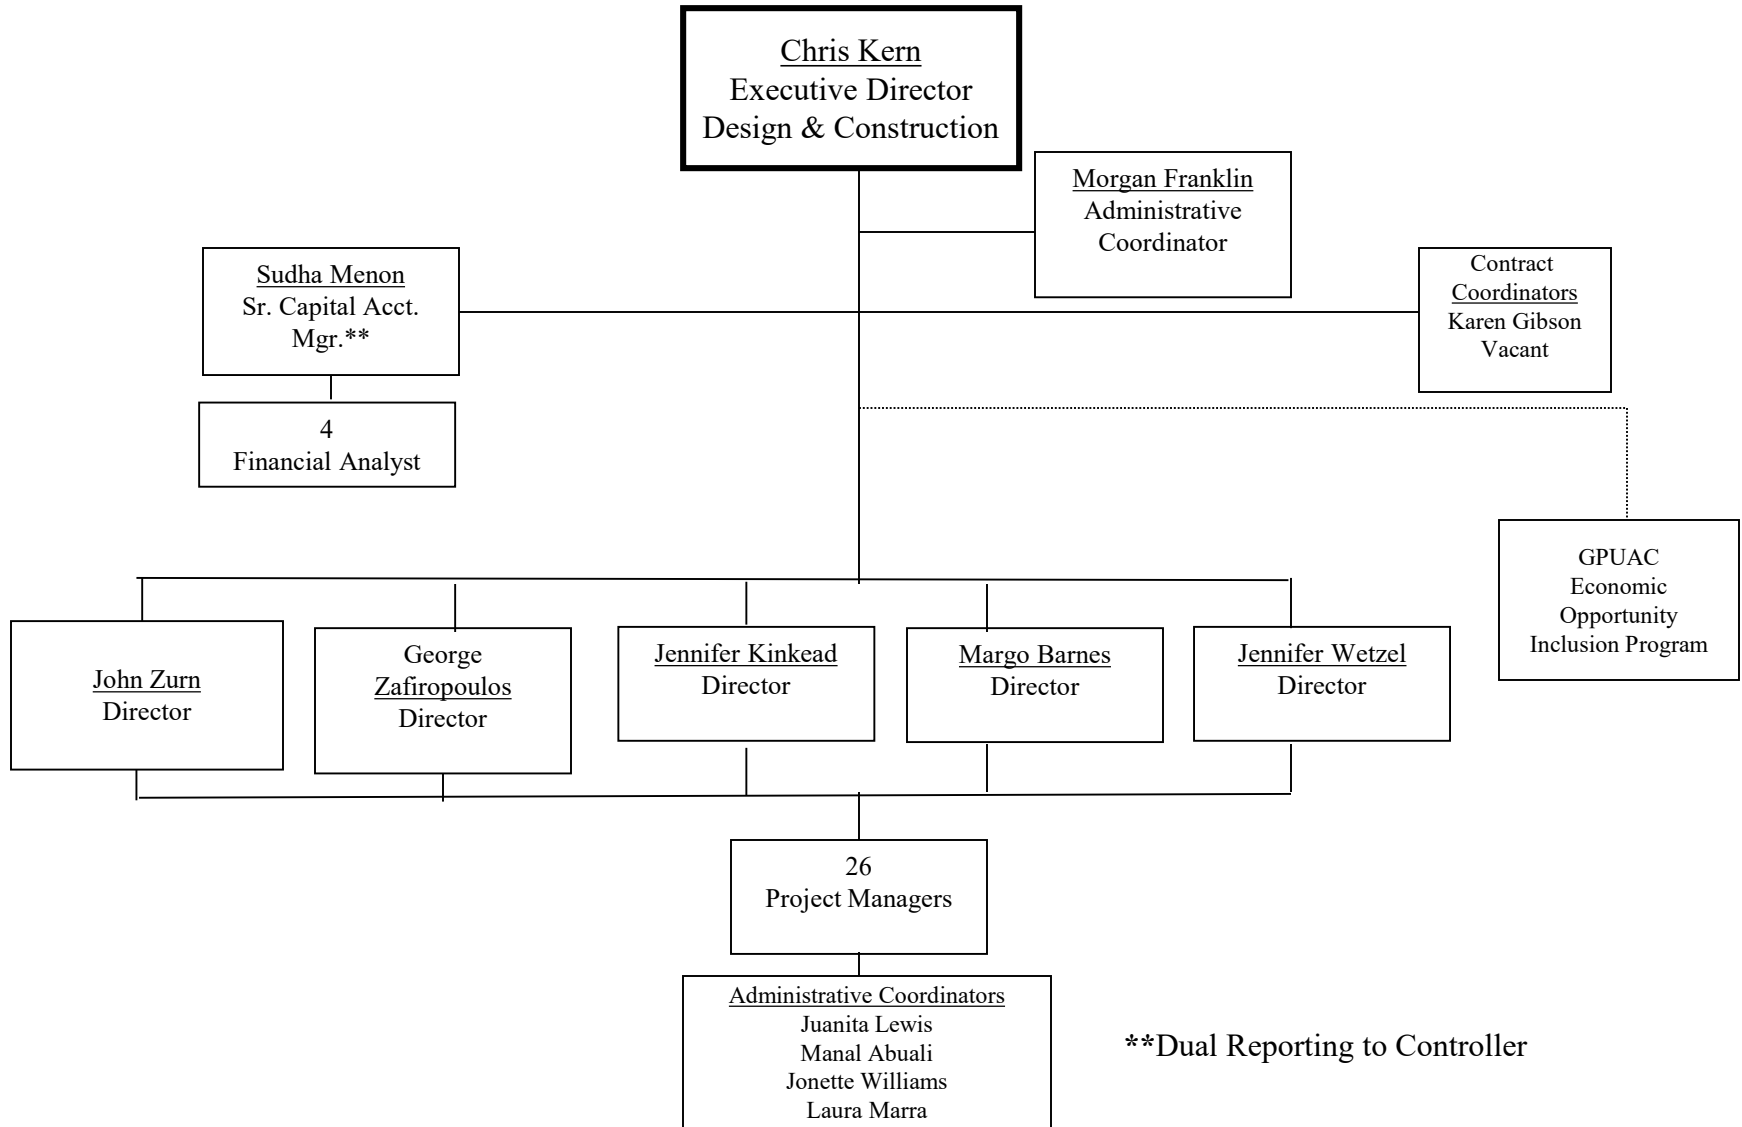 Chris Kern
Executive Director
Design & Construction
Morgan Franklin
Administrative
Coordinator
Sudha Menon
Sr. Capital Acct.
Mgr.**
Contract
Coordinators
Karen Gibson
Vacant
4
Financial Analyst
GPUAC
Economic
Opportunity
Inclusion Program
John Zurn
Director
George
Zafiropoulos
Director
Jennifer Kinkead
Director
Margo Barnes
Director
Jennifer Wetzel
Director
26
Project Managers
Administrative Coordinators
Juanita Lewis
Manal Abuali
Jonette Williams
Laura Marra
**Dual Reporting to Controller